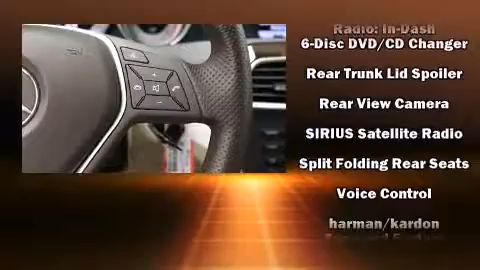 Radio: In-Dash
6-Disc DVD/CD Changer
Rear Trunk Lid Spoiler
Rear View Camera
SIRIUS Satellite Radio
Split Folding Rear Seats
Voice Control
harman/kardon